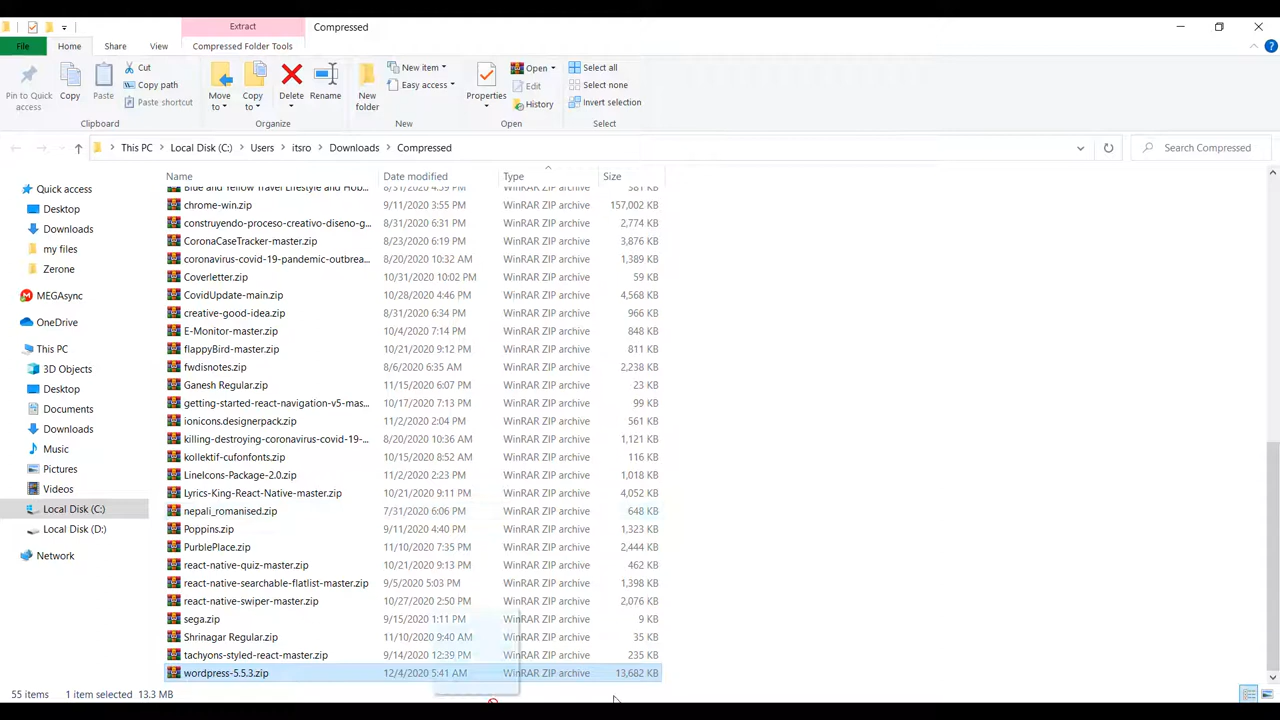 Extract
Compressed
File
Home
Share
View
Compressed Folder Tools
Pin to Quick access
Copy
Paste
Cut
Copy path
Paste shortcut
Clipboard
Move to
Copy to
Delete
Rename
Organize
New folder
New item
Easy access
New
Properties
Open
Edit
History
Open
Select all
Select none
Invert selection
Select
This PC > Local Disk (C:) > Users > itsro > Downloads > Compressed
Search Compressed
Name Date modified Type Size
Blue and Yellow Travel Lifestyle and Hob... 8/31/2020 4:39 PM WinRAR ZIP archive 381 KB
chrome-win.zip 9/11/2020 3:55 PM WinRAR ZIP archive 157,002 KB
construyendo-proceso-creativo-diseno-g... 8/31/2020 6:31 PM WinRAR ZIP archive 2,774 KB
CoronaCaseTracker-master.zip 8/23/2020 6:19 PM WinRAR ZIP archive 3,876 KB
coronavirus-covid-19-pandemic-outbrea... 8/20/2020 10:32 AM WinRAR ZIP archive 1,389 KB
Coverletter.zip 10/31/2020 10:02 PM WinRAR ZIP archive 59 KB
CovidUpdate-main.zip 10/28/2020 4:46 PM WinRAR ZIP archive 4,568 KB
creative-good-idea.zip 8/31/2020 6:34 PM WinRAR ZIP archive 966 KB
E-Monitor-master.zip 10/4/2020 7:14 PM WinRAR ZIP archive 848 KB
flappyBird-master.zip 10/21/2020 9:12 PM WinRAR ZIP archive 811 KB
fwdisnotes.zip 8/6/2020 6:35 AM WinRAR ZIP archive 2,238 KB
Ganesh Regular.zip 11/15/2020 6:07 PM WinRAR ZIP archive 23 KB
getting-started-react-navigation-v5-mas... 10/17/2020 7:13 PM WinRAR ZIP archive 99 KB
ionicons.designerpack.zip 11/2/2020 2:04 PM WinRAR ZIP archive 561 KB
killing-destroying-coronavirus-covid-19-... 8/20/2020 10:36 AM WinRAR ZIP archive 1,121 KB
kollektif-cufonfonts.zip 10/15/2020 8:52 AM WinRAR ZIP archive 116 KB
LineIcons-Package-2.0.zip 11/2/2020 2:23 PM WinRAR ZIP archive 1,018 KB
Lyrics-King-React-Native-master.zip 10/21/2020 9:11 PM WinRAR ZIP archive 4,052 KB
nepali_romanised.zip 7/31/2020 6:06 PM WinRAR ZIP archive 648 KB
Poppins.zip 9/11/2020 4:40 PM WinRAR ZIP archive 1,323 KB
PurblePlace.zip 11/10/2020 7:35 PM WinRAR ZIP archive 2,444 KB
react-native-quiz-master.zip 10/21/2020 9:13 PM WinRAR ZIP archive 462 KB
react-native-searchable-flatlist-master.zip 9/5/2020 5:03 PM WinRAR ZIP archive 1,398 KB
react-native-swiper-master.zip 10/27/2020 2:50 PM WinRAR ZIP archive 2,076 KB
sega.zip 9/15/2020 1:11 PM WinRAR ZIP archive 9 KB
Shrinagar Regular.zip 11/10/2020 9:40 AM WinRAR ZIP archive 35 KB
tachyons-styled-react-master.zip 9/14/2020 12:39 PM WinRAR ZIP archive 235 KB
wordpress-5.5.3.zip 12/4/2020 5:41 AM WinRAR ZIP archive 13,682 KB
Quick access
Desktop
Downloads
my files
Zerone
MEGAsync
OneDrive
This PC
3D Objects
Desktop
Documents
Downloads
Music
Pictures
Videos
Local Disk (C:)
Local Disk (D:)
Network
55 items 1 item selected 13.3 MB